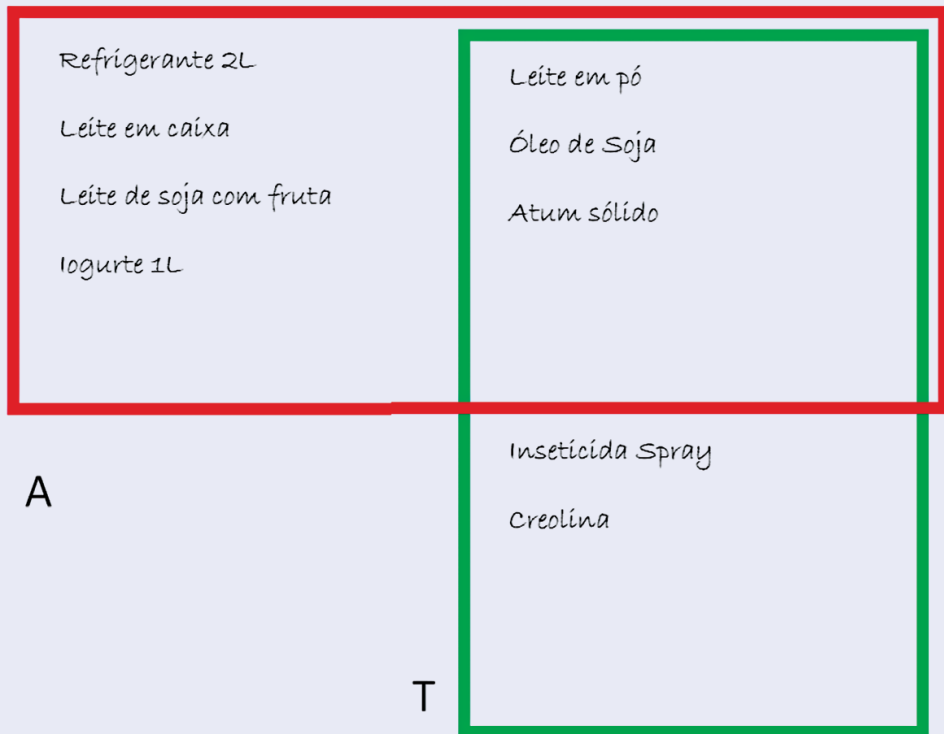 Refrigerante 2L
Leite em caixa
Leite de soja com fruta
Iogurte 1L
Leite em pó
Óleo de Soja
Atum sólido
Inseticida Spray
Creolina
A
T